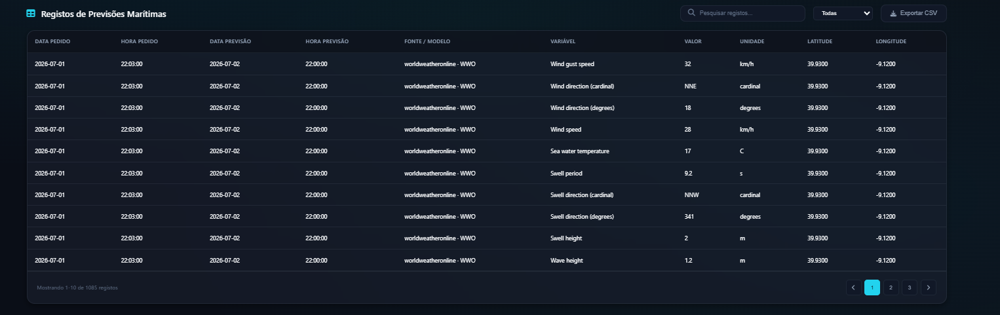 Registos de Previsões Marítimas Pesquisar registos... Todas Exportar CSV
DATA PEDIDO HORA PEDIDO DATA PREVISÃO HORA PREVISÃO FONTE / MODELO VARIÁVEL VALOR UNIDADE LATITUDE LONGITUDE
2026-07-01 22:03:00 2026-07-02 22:00:00 worldweatheronline · WWO Wind gust speed 32 km/h 39.9300 -9.1200
2026-07-01 22:03:00 2026-07-02 22:00:00 worldweatheronline · WWO Wind direction (cardinal) NNE cardinal 39.9300 -9.1200
2026-07-01 22:03:00 2026-07-02 22:00:00 worldweatheronline · WWO Wind direction (degrees) 18 degrees 39.9300 -9.1200
2026-07-01 22:03:00 2026-07-02 22:00:00 worldweatheronline · WWO Wind speed 28 km/h 39.9300 -9.1200
2026-07-01 22:03:00 2026-07-02 22:00:00 worldweatheronline · WWO Sea water temperature 17 C 39.9300 -9.1200
2026-07-01 22:03:00 2026-07-02 22:00:00 worldweatheronline · WWO Swell period 9.2 s 39.9300 -9.1200
2026-07-01 22:03:00 2026-07-02 22:00:00 worldweatheronline · WWO Swell direction (cardinal) NNW cardinal 39.9300 -9.1200
2026-07-01 22:03:00 2026-07-02 22:00:00 worldweatheronline · WWO Swell direction (degrees) 341 degrees 39.9300 -9.1200
2026-07-01 22:03:00 2026-07-02 22:00:00 worldweatheronline · WWO Swell height 2 m 39.9300 -9.1200
2026-07-01 22:03:00 2026-07-02 22:00:00 worldweatheronline · WWO Wave height 1.2 m 39.9300 -9.1200
Mostrando 1-10 de 1085 registos 1 2 3